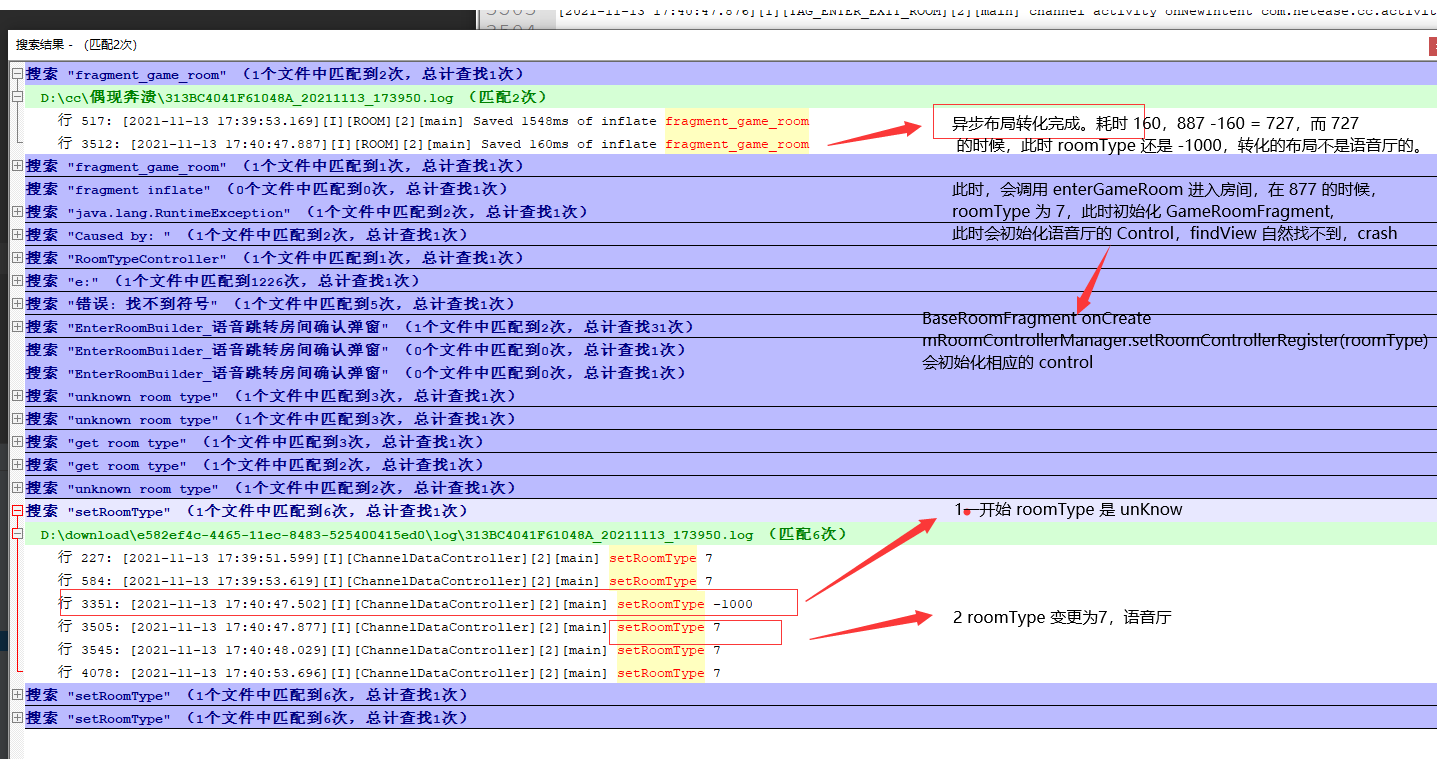 [2021-11-13 17:40:47.876][I][TAG_ENTER_EXIT_ROOM][2][main] channel activity onNewIntent com.netease.cc.activit
搜索结果 - （匹配2次）
搜索 "fragment_game_room" （1个文件中匹配到2次，总计查找1次）
D:\cc\偶现奔溃\313BC4041F61048A_20211113_173950.log （匹配2次）
行 517: [2021-11-13 17:39:53.169][I][ROOM][2][main] Saved 1548ms of inflate fragment_game_room
行 3512: [2021-11-13 17:40:47.887][I][ROOM][2][main] Saved 160ms of inflate fragment_game_room
异步布局转化完成。耗时 160，887 -160 = 727，而 727
的时候，此时 roomType 还是 -1000，转化的布局不是语音厅的。
搜索 "fragment_game_room" （1个文件中匹配到2次，总计查找1次）
搜索 "fragment inflate" （0个文件中匹配到0次，总计查找1次）
搜索 "java.lang.RuntimeException" （1个文件中匹配到2次，总计查找1次）
搜索 "Caused by: " （1个文件中匹配到2次，总计查找1次）
此时，会调用 enterGameRoom 进入房间，在 877 的时候，
roomType 为 7，此时初始化 GameRoomFragment,
此时会初始化语音厅的 Control，findView 自然找不到，crash
搜索 "RoomTypeController" （1个文件中匹配到1次，总计查找1次）
搜索 "e:" （1个文件中匹配到1226次，总计查找1次）
搜索 "错误: 找不到符号" （1个文件中匹配到5次，总计查找1次）
搜索 "EnterRoomBuilder_语音跳转房间确认弹窗" （1个文件中匹配到2次，总计查找31次）
搜索 "EnterRoomBuilder_语音跳转房间确认弹窗" （0个文件中匹配到0次，总计查找1次）
搜索 "EnterRoomBuilder_语音跳转房间确认弹窗" （0个文件中匹配到0次，总计查找1次）
BaseRoomFragment onCreate
mRoomControllerManager.setRoomControllerRegister(roomType)
会初始化相应的 control
搜索 "unknown room type" （1个文件中匹配到3次，总计查找1次）
搜索 "unknown room type" （1个文件中匹配到3次，总计查找1次）
搜索 "get room type" （1个文件中匹配到3次，总计查找1次）
搜索 "get room type" （1个文件中匹配到2次，总计查找1次）
搜索 "unknown room type" （1个文件中匹配到2次，总计查找1次）
搜索 "setRoomType" （1个文件中匹配到6次，总计查找1次）
1一开始 roomType 是 unKnow
D:\download\e582ef4c-4465-11ec-8483-525400415ed0\log\313BC4041F61048A_20211113_173950.log （匹配6次）
行 227: [2021-11-13 17:39:51.599][I][ChannelDataController][2][main] setRoomType 7
行 584: [2021-11-13 17:39:53.619][I][ChannelDataController][2][main] setRoomType 7
行 3351: [2021-11-13 17:40:47.502][I][ChannelDataController][2][main] setRoomType -1000
行 3505: [2021-11-13 17:40:47.877][I][ChannelDataController][2][main] setRoomType 7
2 roomType 变更为7，语音厅
行 3545: [2021-11-13 17:40:48.029][I][ChannelDataController][2][main] setRoomType 7
行 4078: [2021-11-13 17:40:53.696][I][ChannelDataController][2][main] setRoomType 7
搜索 "setRoomType" （1个文件中匹配到6次，总计查找1次）
搜索 "setRoomType" （1个文件中匹配到6次，总计查找1次）